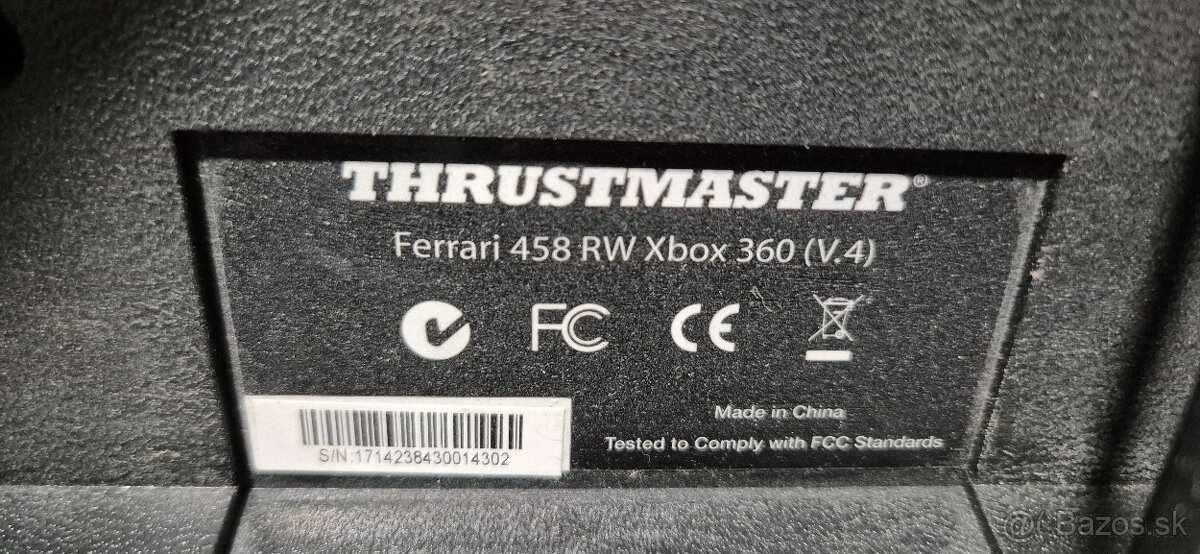 THRUSTMASTER®
Ferrari 458 RW Xbox 360 (V.4)
FC CE
Made in China
Tested to Comply with FCC Standards
S/N:1714238430014302
@Bazos.sk